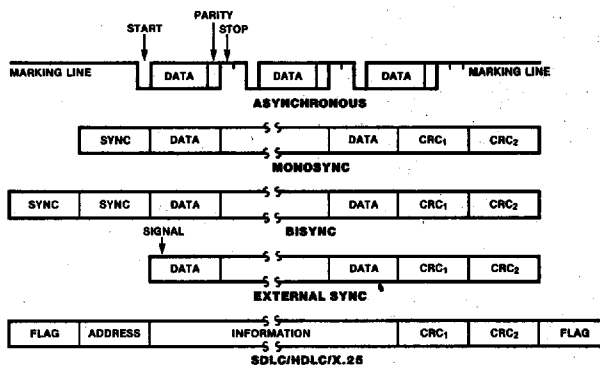 PARITY
START STOP
MARKING LINE DATA DATA DATA MARKING LINE
ASYNCHRONOUS
SYNC DATA DATA CRC₁ CRC₂
MONOSYNC
SYNC SYNC DATA DATA CRC₁ CRC₂
BISYNC
SIGNAL
DATA DATA CRC₁ CRC₂
EXTERNAL SYNC
FLAG ADDRESS INFORMATION CRC₁ CRC₂ FLAG
SDLC/HDLC/X.25